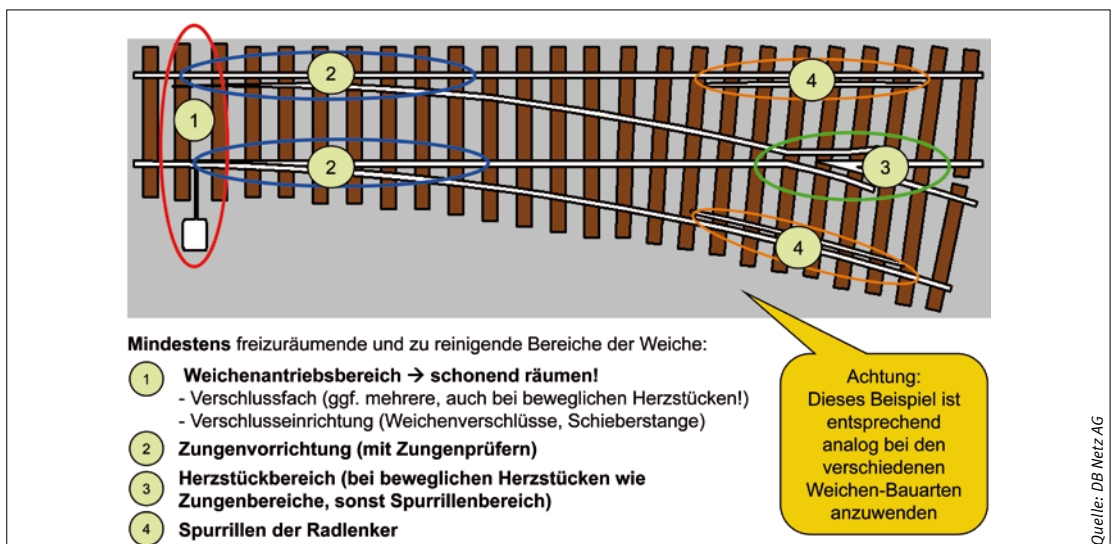 2
4
1
2
3
4
Mindestens freizuräumende und zu reinigende Bereiche der Weiche:
1 Weichenantriebsbereich → schonend räumen!
- Verschlussfach (ggf. mehrere, auch bei beweglichen Herzstücken!)
- Verschlusseinrichtung (Weichenverschlüsse, Schieberstange)
2 Zungenvorrichtung (mit Zungenprüfern)
3 Herzstückbereich (bei beweglichen Herzstücken wie
Zungenbereiche, sonst Spurrillenbereich)
4 Spurrillen der Radlenker
Achtung:
Dieses Beispiel ist
entsprechend
analog bei den
verschiedenen
Weichen-Bauarten
anzuwenden
Quelle: DB Netz AG